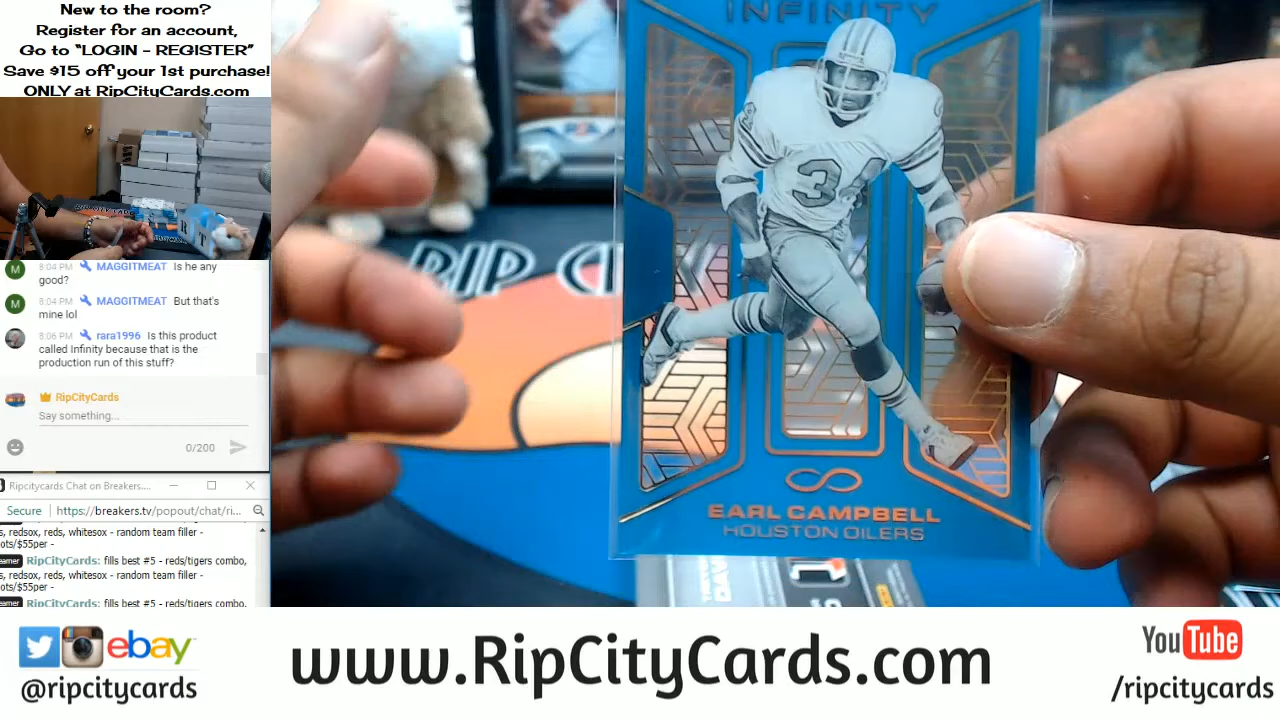 New to the room?
Register for an account,
Go to “LOGIN - REGISTER”
Save $15 off your 1st purchase!
ONLY at RipCityCards.com
M 8:04 PM MAGGITMEAT Is he any
good?
M 8:04 PM MAGGITMEAT But that's
mine lol
8:06 PM rara1996 Is this product
called Infinity because that is the
production run of this stuff?
RipCityCards
Say something...
0/200
Ripcitycards Chat on Breakers....
Secure https://breakers.tv/popout/chat/ri...
s, redsox, reds, whitesox - random team filler -
ots/$55per -
eamer RipCityCards: fills best #5 - reds/tigers combo,
s, redsox, reds, whitesox - random team filler -
ots/$55per -
eamer RipCityCards: fills best #5 - reds/tigers combo,
INFINITY
34
EARL CAMPBELL
HOUSTON OILERS
RIP CI
RIP CITY
R T
ebay
@ripcitycards
www.RipCityCards.com
YouTube
/ripcitycards